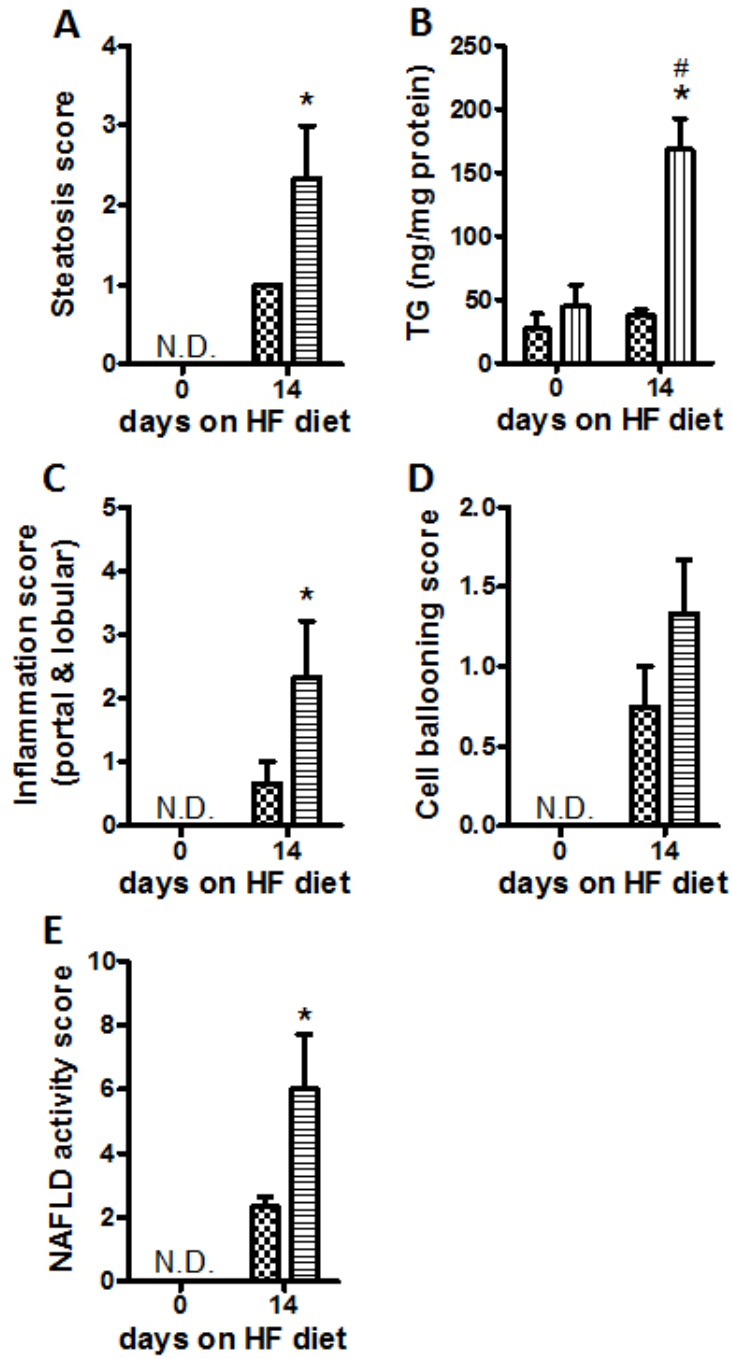 A
Steatosis score
4
3
2
1
0
*
N.D.
0
14
days on HF diet
B
TG (ng/mg protein)
250
200
150
100
50
0
#
*
0
14
days on HF diet
C
Inflammation score
(portal & lobular)
5
4
3
2
1
0
*
N.D.
0
14
days on HF diet
D
Cell ballooning score
2.0
1.5
1.0
0.5
0.0
N.D.
0
14
days on HF diet
E
NAFLD activity score
10
8
6
4
2
0
*
N.D.
0
14
days on HF diet